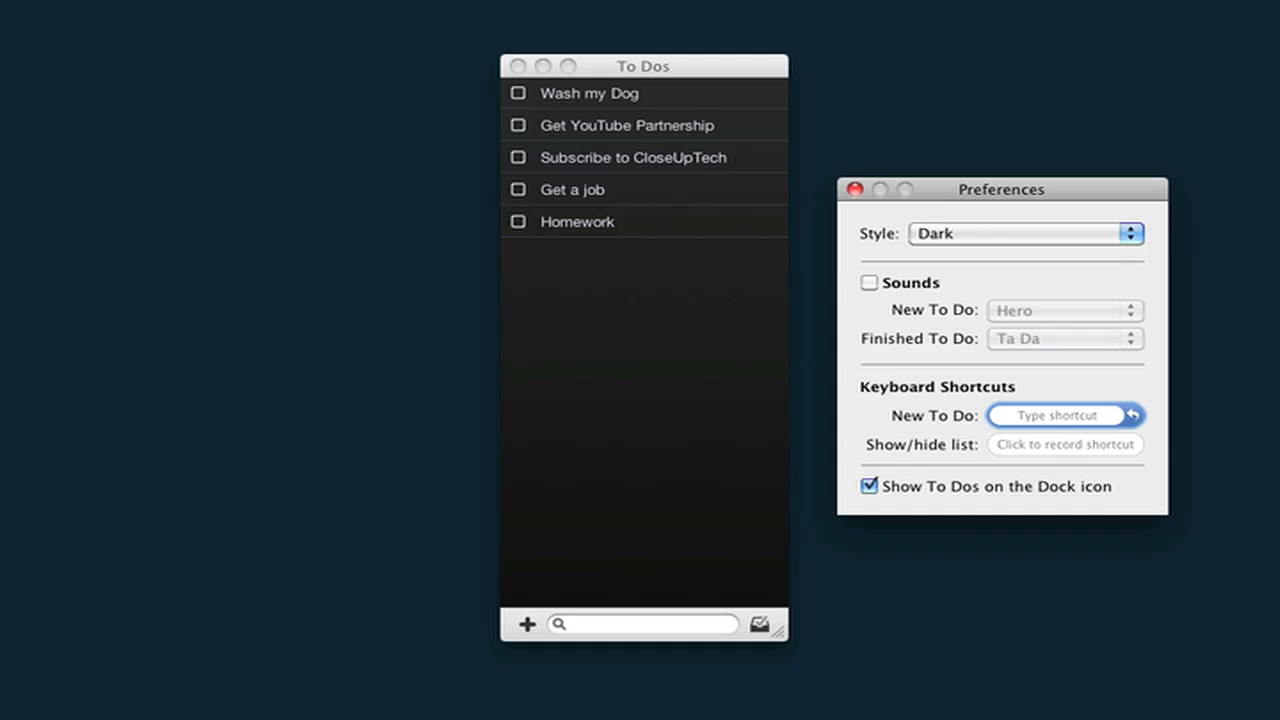 To Dos
Wash my Dog
Get YouTube Partnership
Subscribe to CloseUpTech
Get a job
Homework
Preferences
Style: Dark
Sounds
New To Do: Hero
Finished To Do: Ta Da
Keyboard Shortcuts
New To Do: Type shortcut
Show/hide list: Click to record shortcut
Show To Dos on the Dock icon